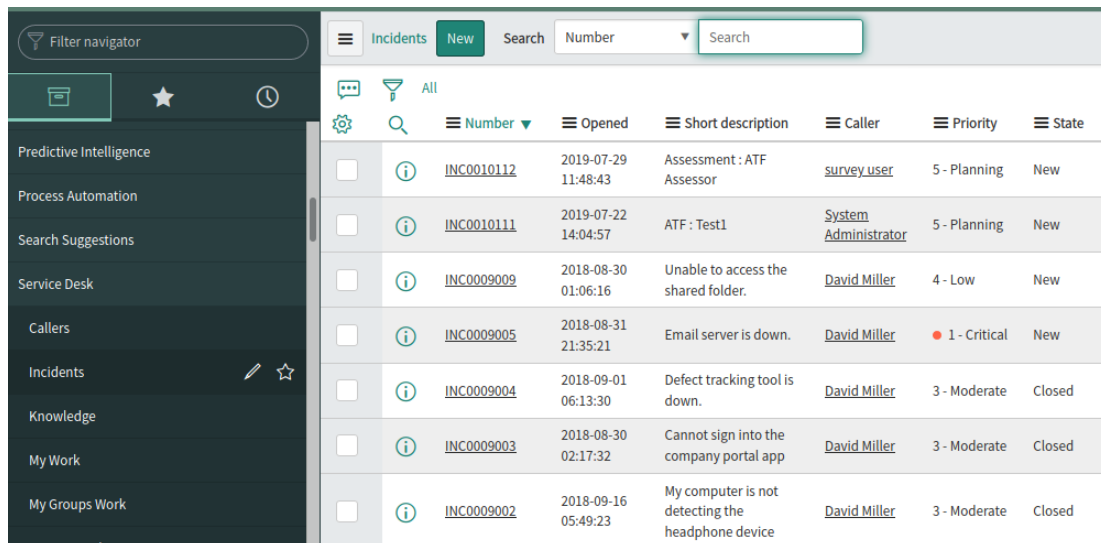 Filter navigator
Predictive Intelligence
Process Automation
Search Suggestions
Service Desk
Callers
Incidents
Knowledge
My Work
My Groups Work
Incidents New Search Number Search
All
Number Opened Short description Caller Priority State
INC0010112 2019-07-29 11:48:43 Assessment : ATF Assessor survey user 5 - Planning New
INC0010111 2019-07-22 14:04:57 ATF : Test1 System Administrator 5 - Planning New
INC0009009 2018-08-30 01:06:16 Unable to access the shared folder. David Miller 4 - Low New
INC0009005 2018-08-31 21:35:21 Email server is down. David Miller 1 - Critical New
INC0009004 2018-09-01 06:13:30 Defect tracking tool is down. David Miller 3 - Moderate Closed
INC0009003 2018-08-30 02:17:32 Cannot sign into the company portal app David Miller 3 - Moderate Closed
INC0009002 2018-09-16 05:49:23 My computer is not detecting the headphone device David Miller 3 - Moderate Closed